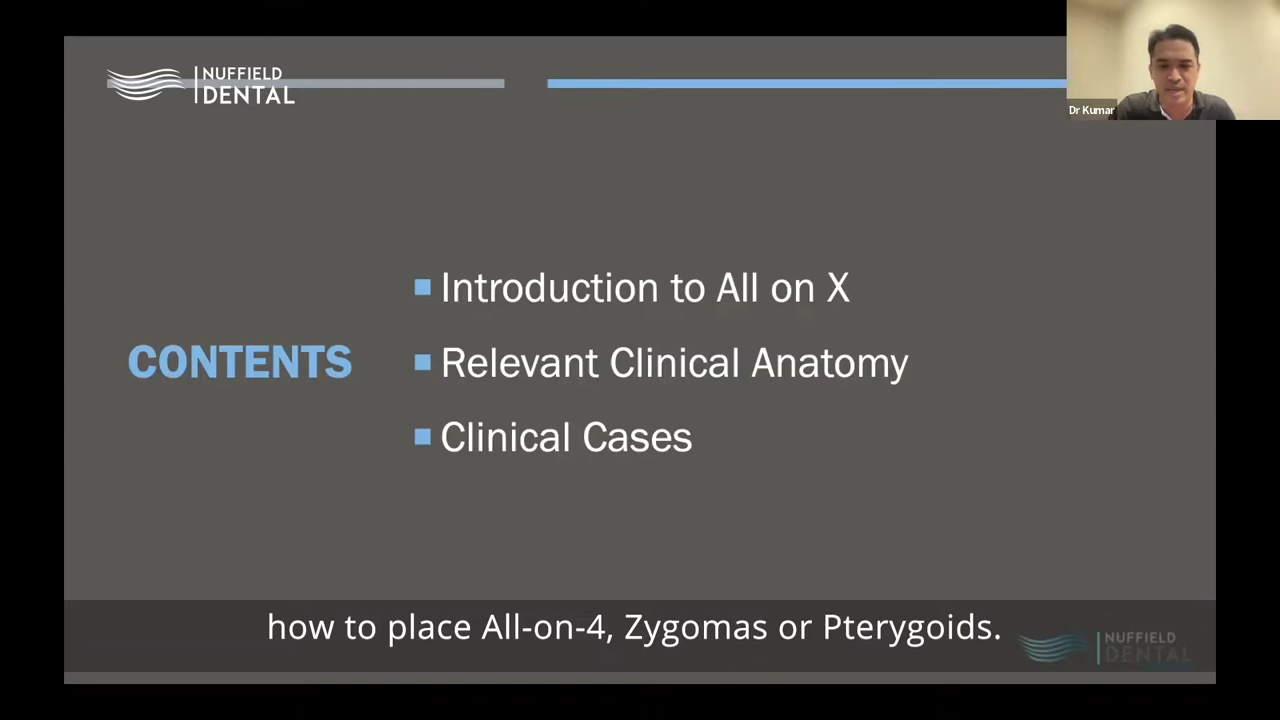 NUFFIELD
DENTAL
Dr Kumar
CONTENTS
Introduction to All on X
Relevant Clinical Anatomy
Clinical Cases
how to place All-on-4, Zygomas or Pterygoids.
NUFFIELD
DENTAL